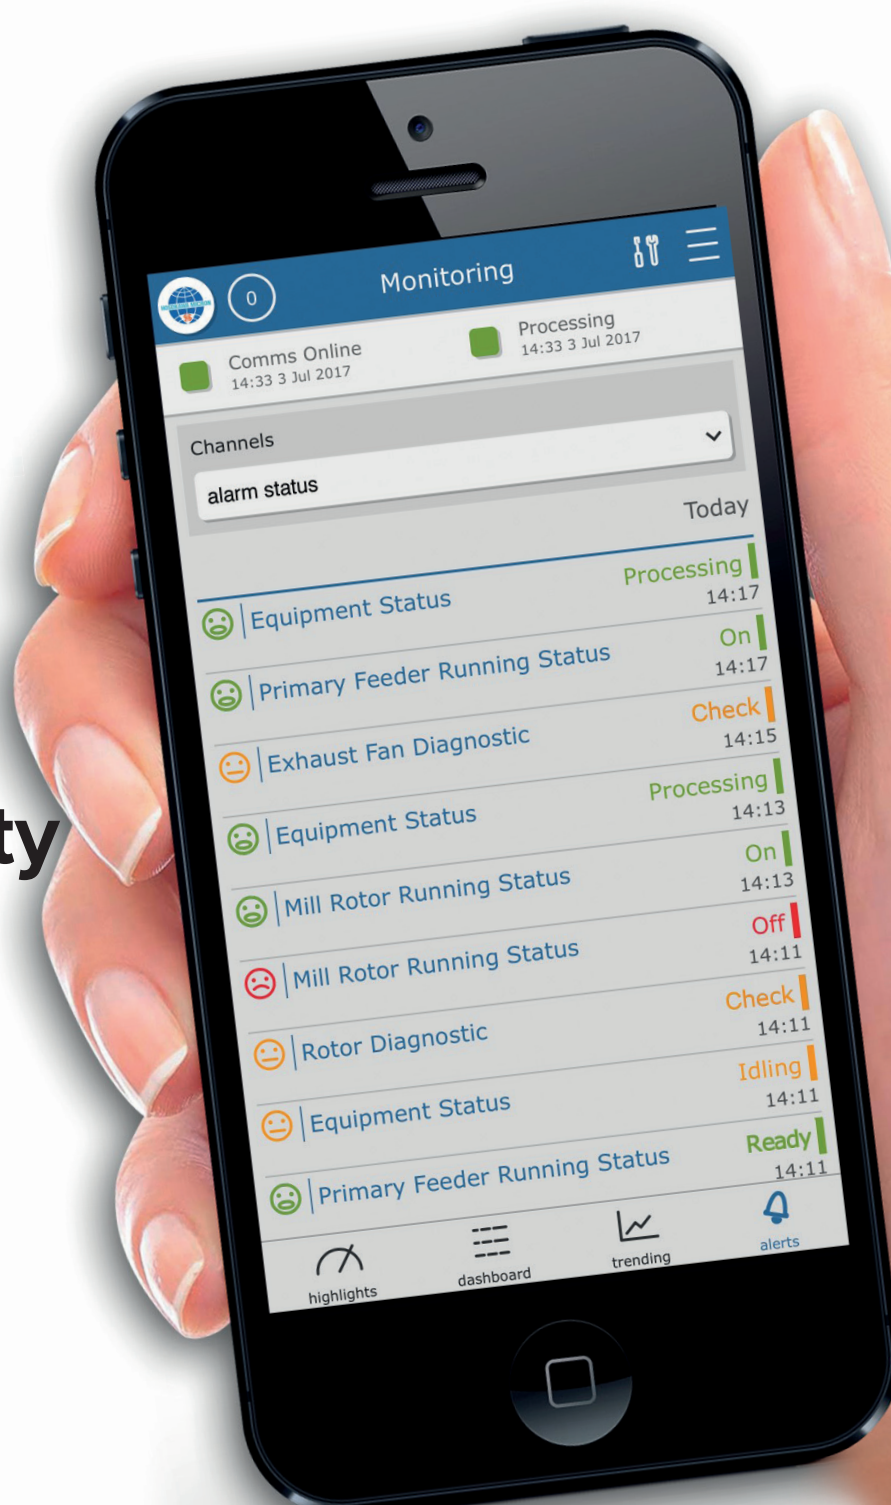 0
Monitoring
Comms Online
14:33 3 Jul 2017
Processing
14:33 3 Jul 2017
Channels
alarm status
Today
Equipment Status
Processing
14:17
Primary Feeder Running Status
On
14:17
Exhaust Fan Diagnostic
Check
14:15
Equipment Status
Processing
14:13
Mill Rotor Running Status
On
14:13
Mill Rotor Running Status
Off
14:11
Rotor Diagnostic
Check
14:11
Equipment Status
Idling
14:11
Primary Feeder Running Status
Ready
14:11
highlights
dashboard
trending
alerts
ty